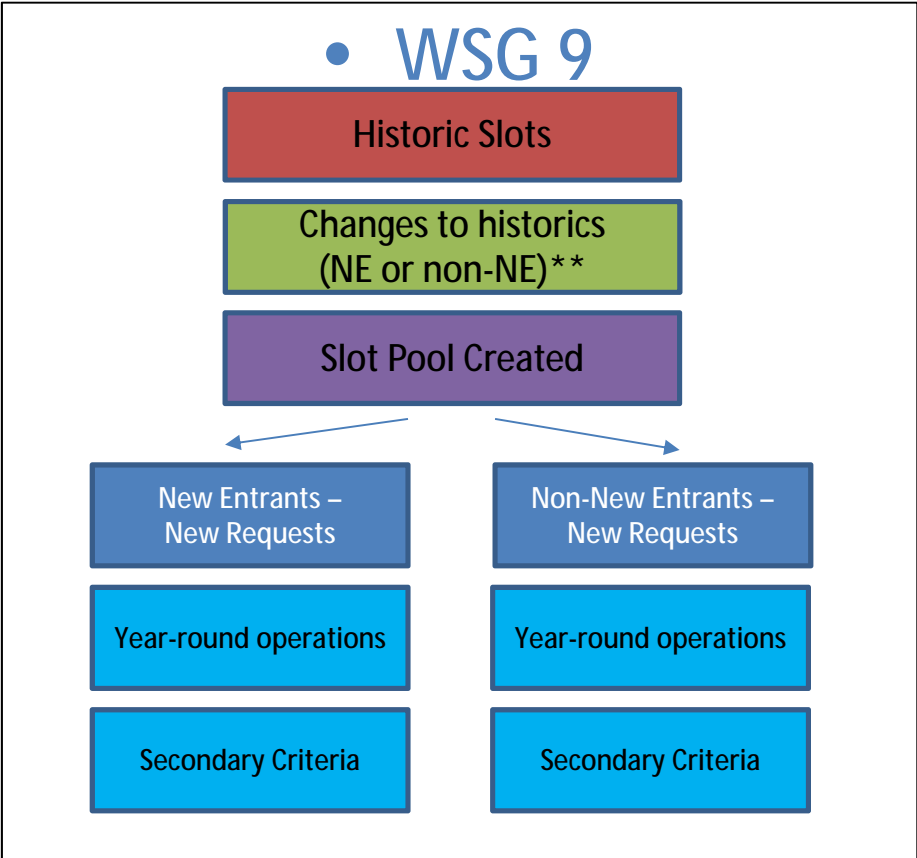 • WSG 9
Historic Slots
Changes to historics
(NE or non-NE)**
Slot Pool Created
New Entrants –
New Requests
Non-New Entrants –
New Requests
Year-round operations
Year-round operations
Secondary Criteria
Secondary Criteria